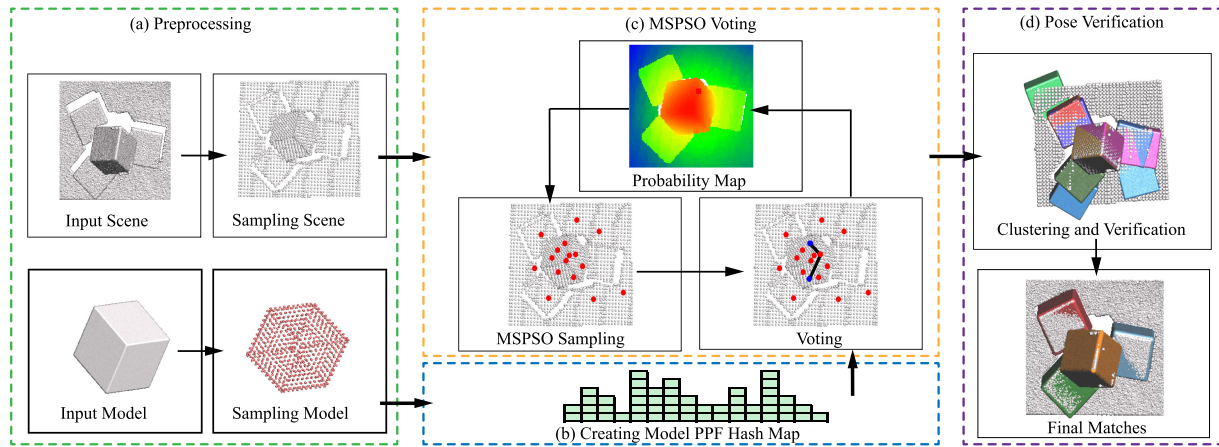 (a) Preprocessing
Input Scene
Sampling Scene
Input Model
Sampling Model
(c) MSPSO Voting
Probability Map
MSPSO Sampling
Voting
(b) Creating Model PPF Hash Map
(d) Pose Verification
Clustering and Verification
Final Matches